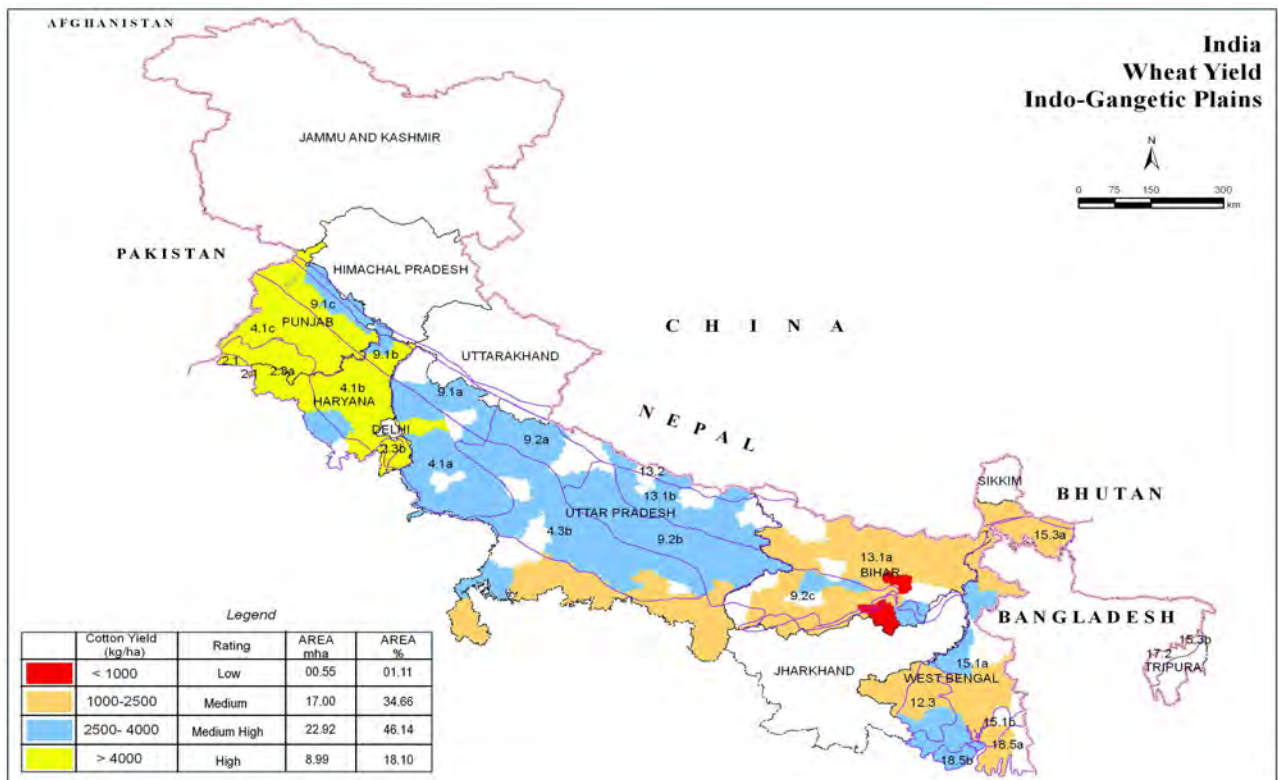 AFGHANISTAN
India
Wheat Yield
Indo-Gangetic Plains
N
0 75 150 300
km
JAMMU AND KASHMIR
PAKISTAN
HIMACHAL PRADESH
9.1c
PUNJAB
4.1c
CHINA
9.1b
UTTARAKHAND
2.1
2.3a
4.1b
9.1a
HARYANA
NEPAL
DELHI
9.2a
2.3b
4.1a
13.2
SIKKIM
13.1b
BHUTAN
UTTAR PRADESH
4.3b
9.2b
15.3a
13.1a
BIHAR
9.2c
BANGLADESH
15.3b
17.2
TRIPURA
JHARKHAND
15.1a
WEST BENGAL
12.3
15.1b
18.5a
18.5b
Legend
Cotton Yield (kg/ha) Rating AREA mha AREA %
< 1000 Low 00.55 01.11
1000-2500 Medium 17.00 34.66
2500- 4000 Medium High 22.92 46.14
> 4000 High 8.99 18.10